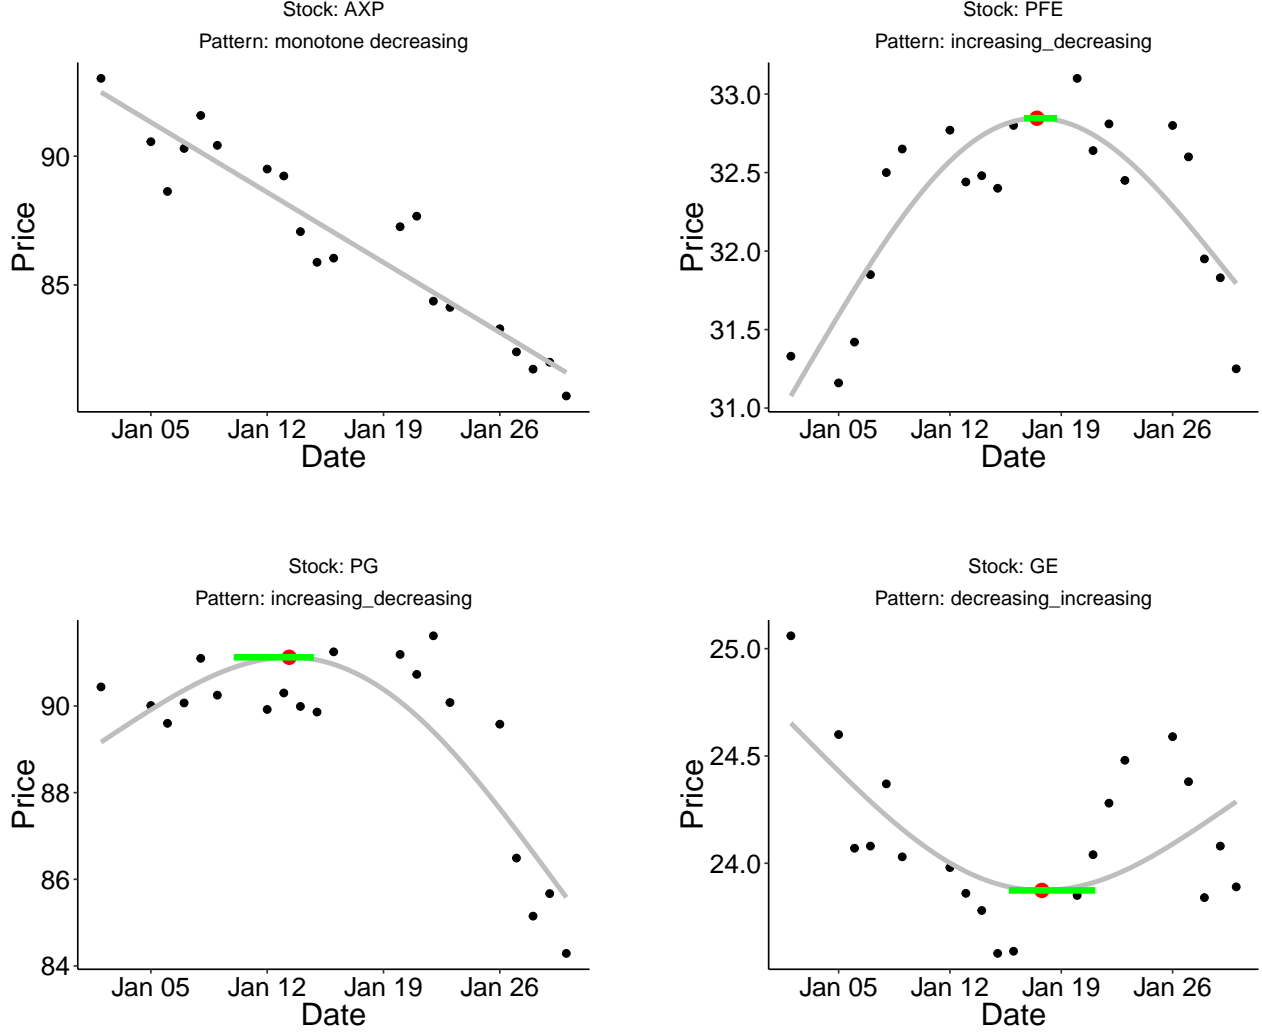 Stock: AXP
Pattern: monotone decreasing
Price
90
85
Jan 05 Jan 12 Jan 19 Jan 26
Date
Stock: PFE
Pattern: increasing_decreasing
Price
33.0
32.5
32.0
31.5
31.0
Jan 05 Jan 12 Jan 19 Jan 26
Date
Stock: PG
Pattern: increasing_decreasing
Price
90
88
86
84
Jan 05 Jan 12 Jan 19 Jan 26
Date
Stock: GE
Pattern: decreasing_increasing
Price
25.0
24.5
24.0
Jan 05 Jan 12 Jan 19 Jan 26
Date